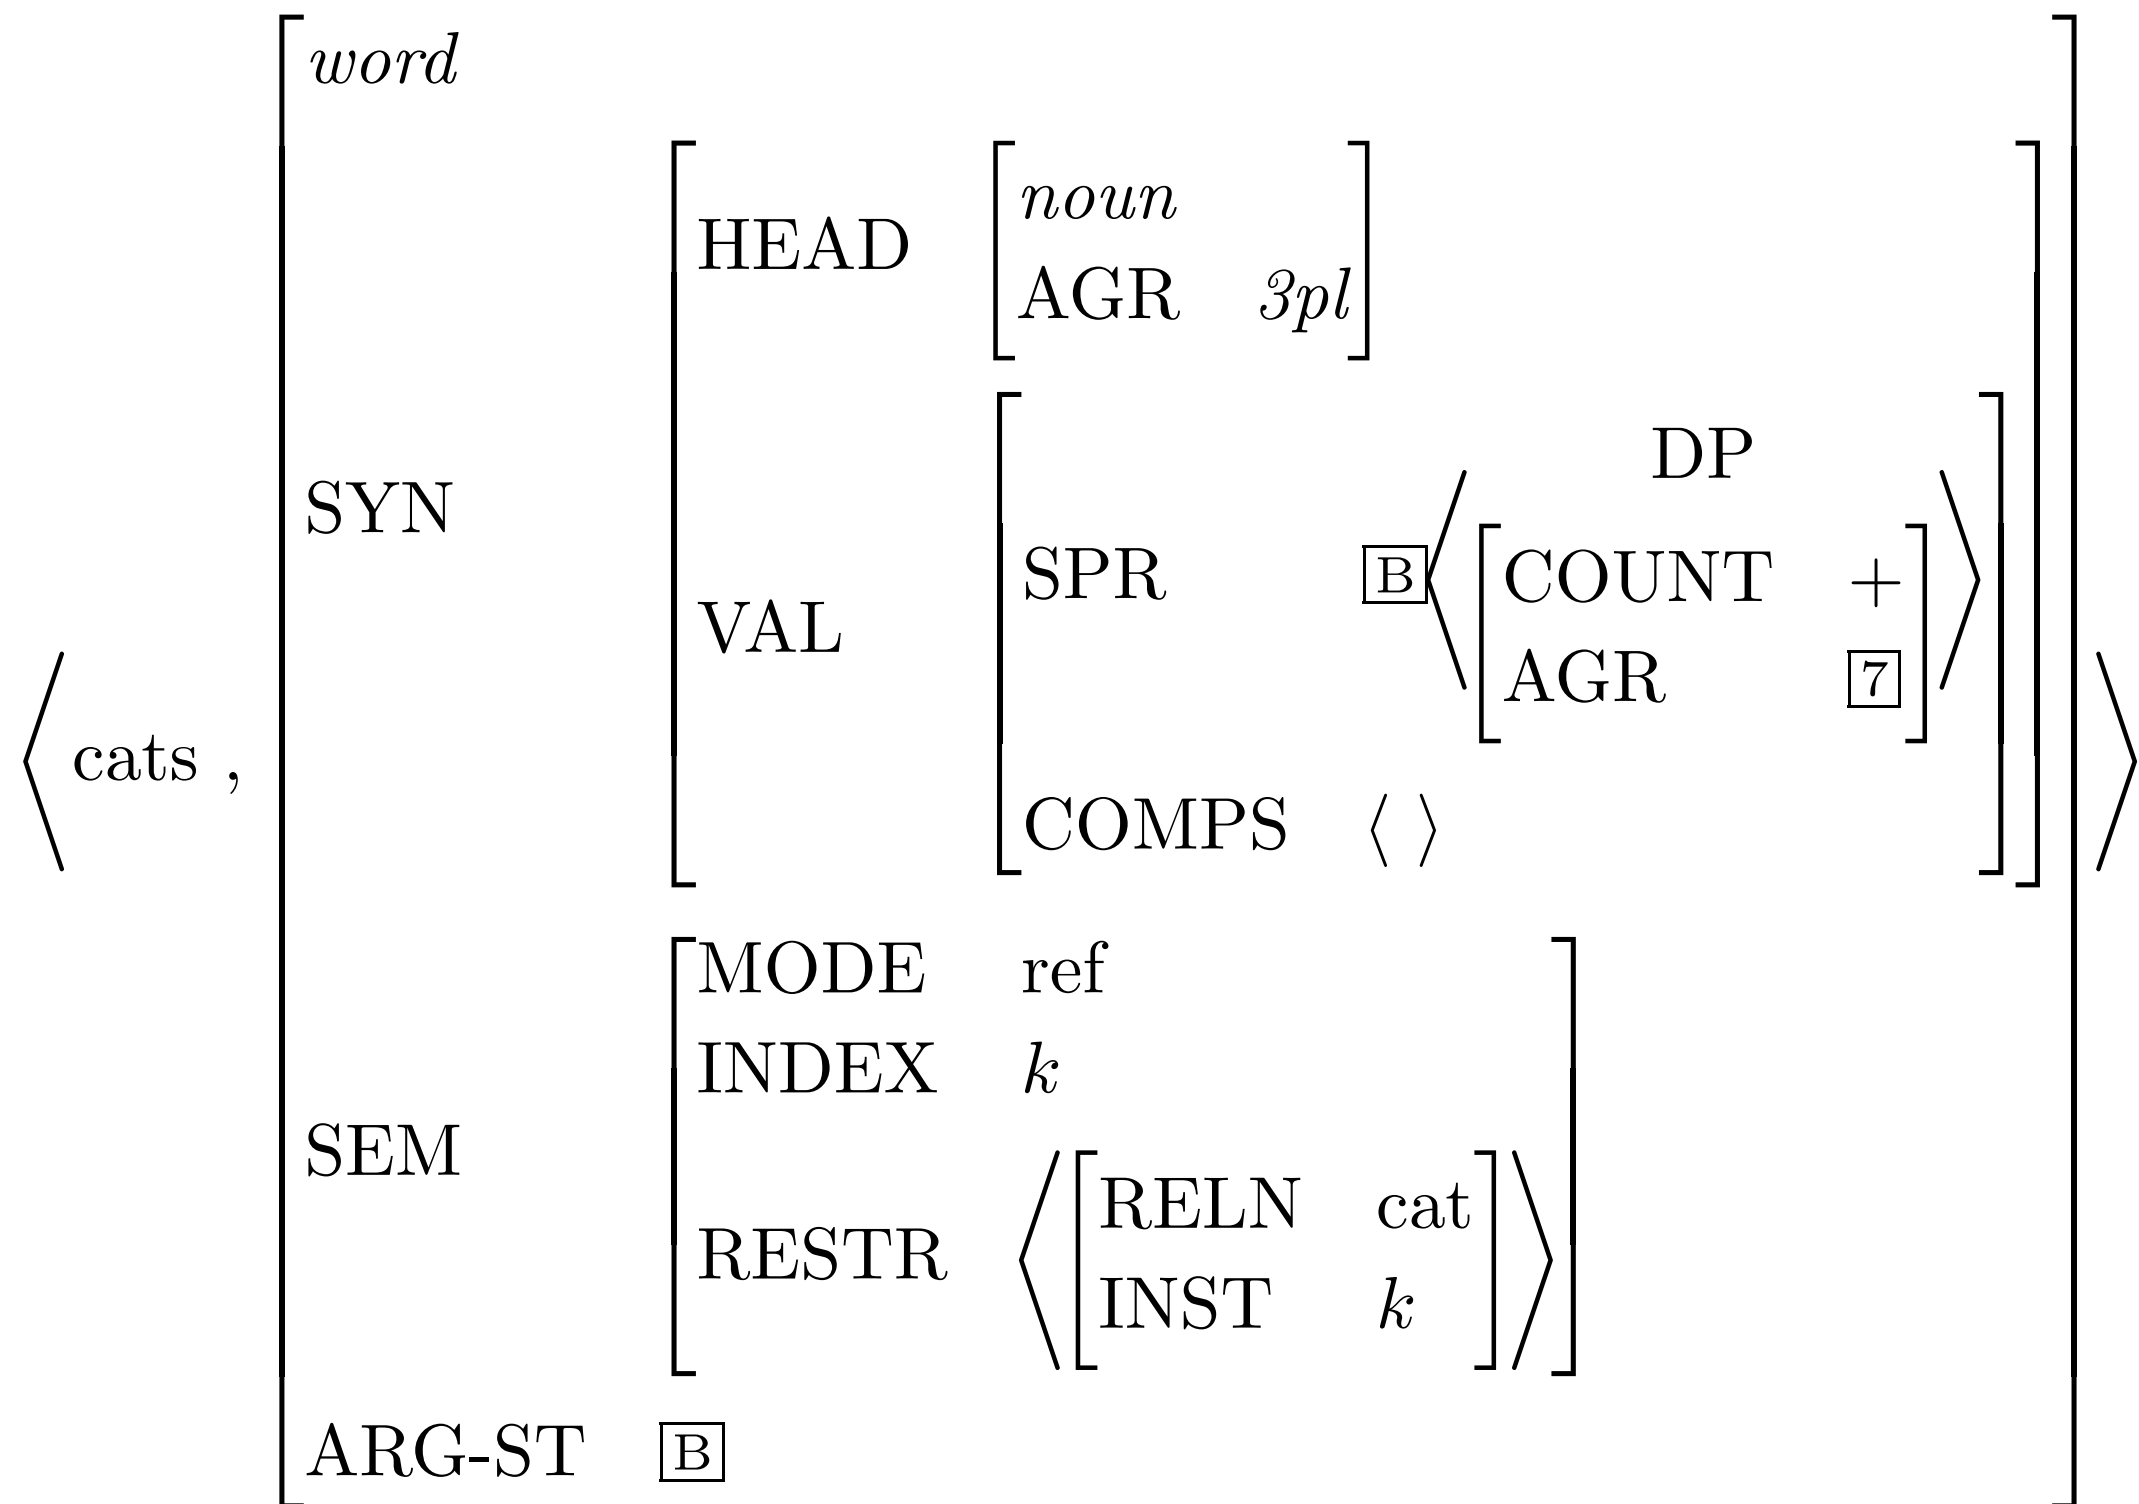 word
HEAD [noun
AGR 3pl]
DP
SYN
SPR B⟨[COUNT +
VAL
AGR 7]⟩
⟨cats ,
COMPS ⟨ ⟩
MODE ref
INDEX k
SEM
RESTR ⟨[RELN cat
INST k]⟩
ARG-ST B